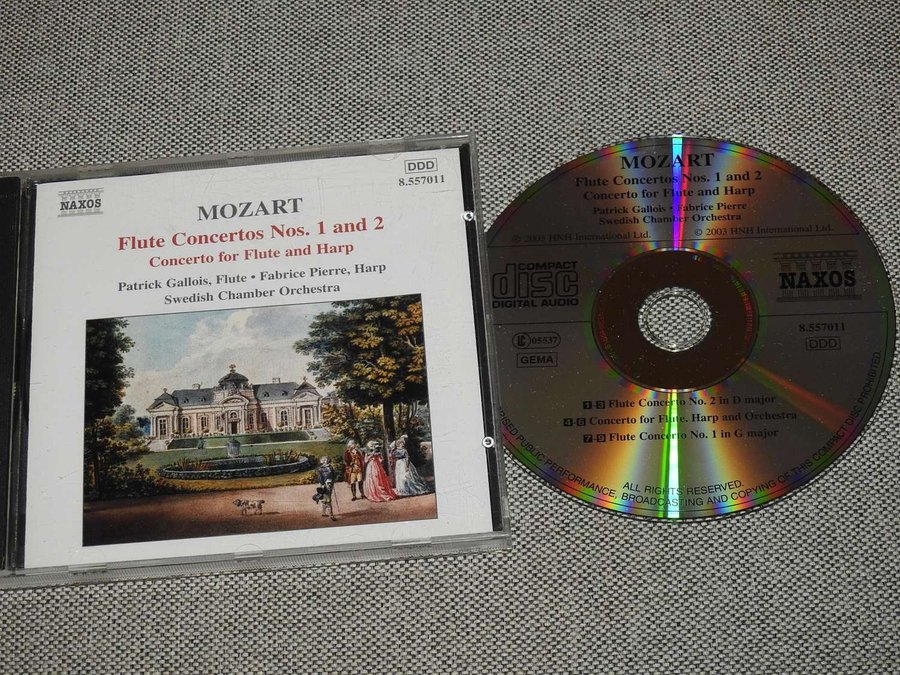 NAXOS
DDD
8.557011
MOZART
Flute Concertos Nos. 1 and 2
Concerto for Flute and Harp
Patrick Gallois, Flute • Fabrice Pierre, Harp
Swedish Chamber Orchestra
MOZART
Flute Concertos Nos. 1 and 2
Concerto for Flute and Harp
Patrick Gallois • Fabrice Pierre
Swedish Chamber Orchestra
℗ 2003 HNH International Ltd. © 2003 HNH International Ltd.
COMPACT
disc
DIGITAL AUDIO
NAXOS
LC 05537
GEMA
8.557011
DDD
1-3 Flute Concerto No. 2 in D major
4-6 Concerto for Flute, Harp and Orchestra
7-9 Flute Concerto No. 1 in G major
ALL RIGHTS RESERVED.
PUBLIC PERFORMANCE, BROADCASTING AND COPYING OF THIS COMPACT DISC PROHIBITED